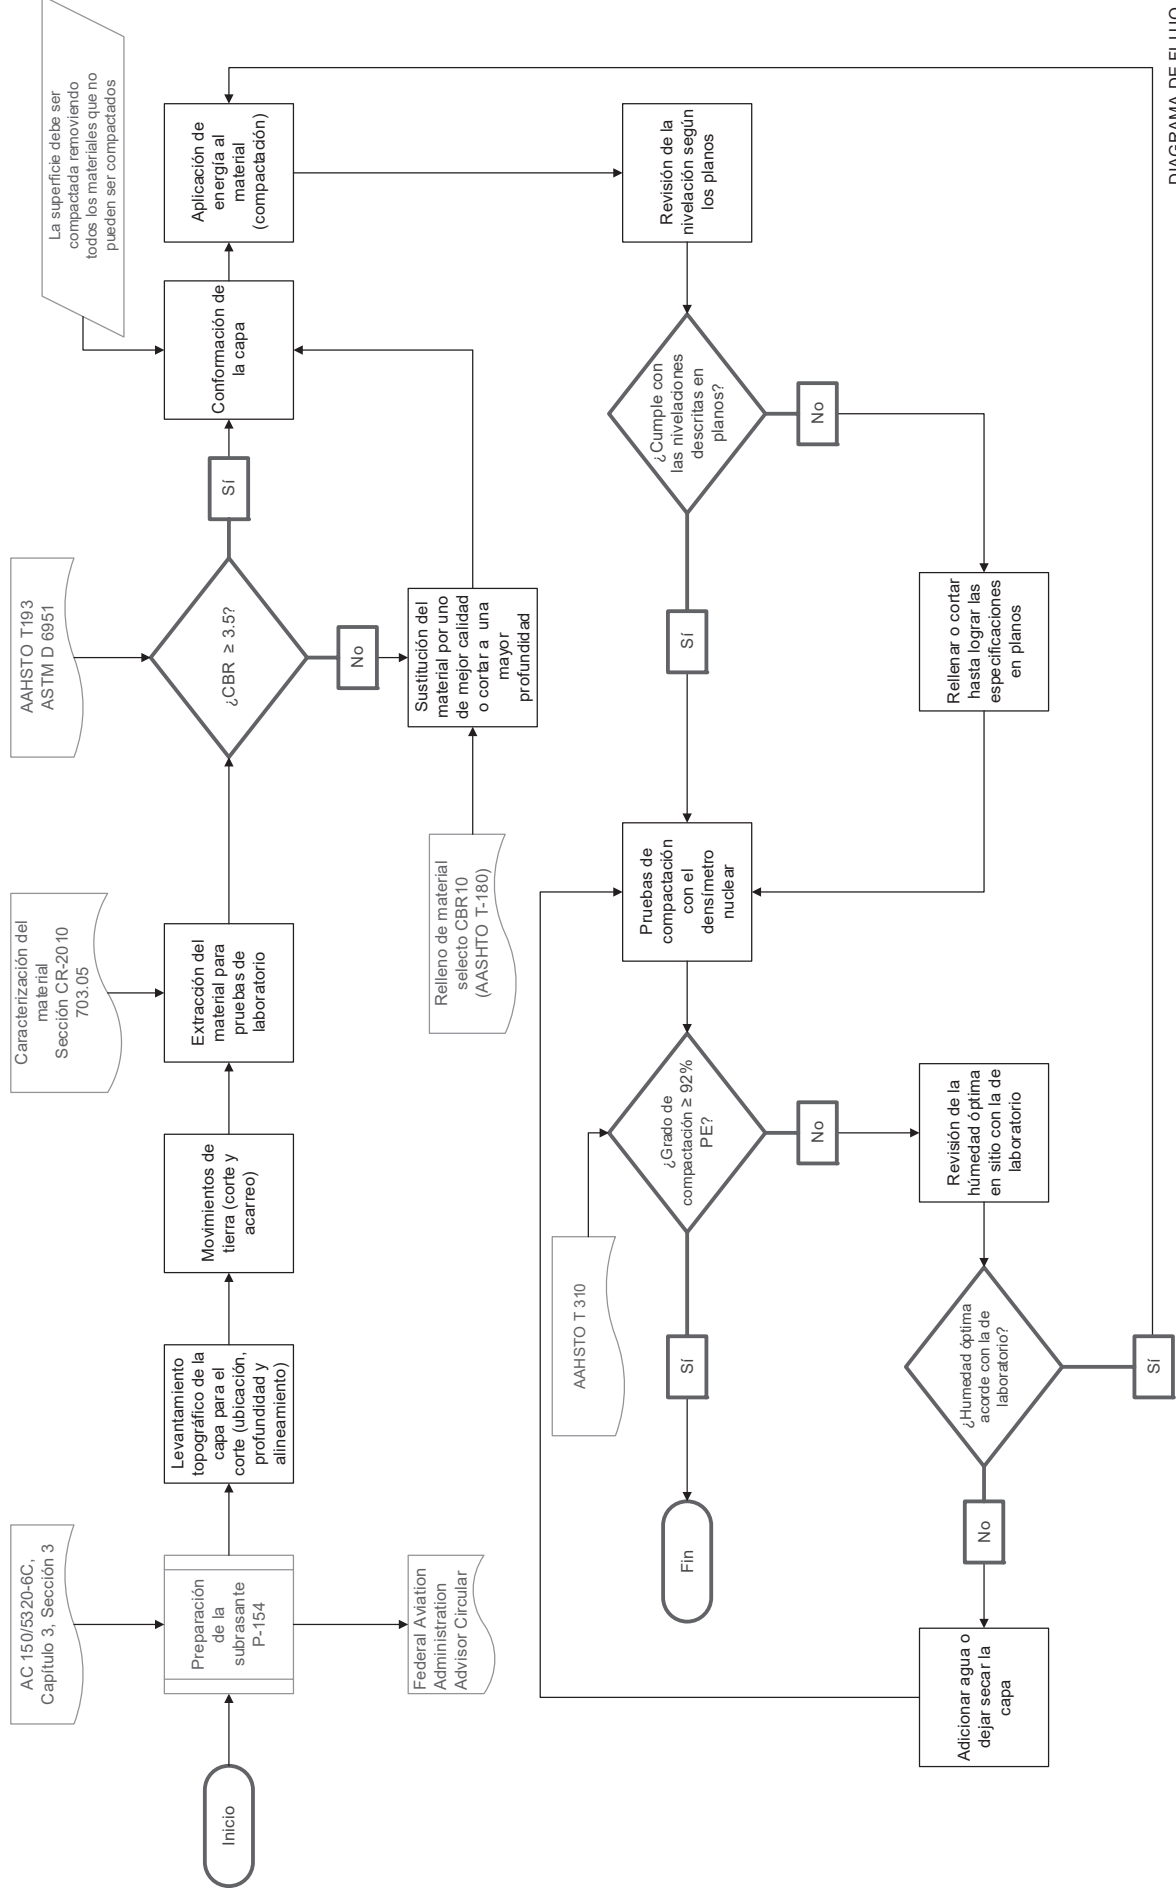 Inicio
AC 150/5320-6C,
Capítulo 3, Sección 3
Preparación
de la
subrasante
P-154
Federal Aviation
Administration
Advisor Circular
Levantamiento
topográfico de la
capa para el
corte (ubicación,
profundidad y
alineamiento)
Movimientos de
tierra (corte y
acarreo)
Caracterización del
material
Sección CR-2010
703.05
Extracción del
material para
pruebas de
laboratorio
AAHSTO T193
ASTM D 6951
¿CBR ≥ 3.5?
Sí
No
Relleno de material
selecto CBR10
(AASHTO T-180)
Sustitución del
material por uno
de mejor calidad
o cortar a una
mayor
profundidad
La superficie debe ser
compactada removiendo
todos los materiales que no
pueden ser compactados
Conformación de
la capa
Aplicación de
energía al
material
(compactación)
Revisión de la
nivelación según
los planos
¿Cumple con
las nivelaciones
descritas en
planos?
Sí
No
Rellenar o cortar
hasta lograr las
especificaciones
en planos
Pruebas de
compactación
con el
densímetro
nuclear
AAHSTO T 310
¿Grado de
compactación ≥ 92%
PE?
Sí
Fin
No
Revisión de la
húmedad óptima
en sitio con la de
laboratorio
¿Humedad óptima
acorde con la de
laboratorio?
No
Sí
Adicionar agua o
dejar secar la
capa
DIAGRAMA DE FLUJO